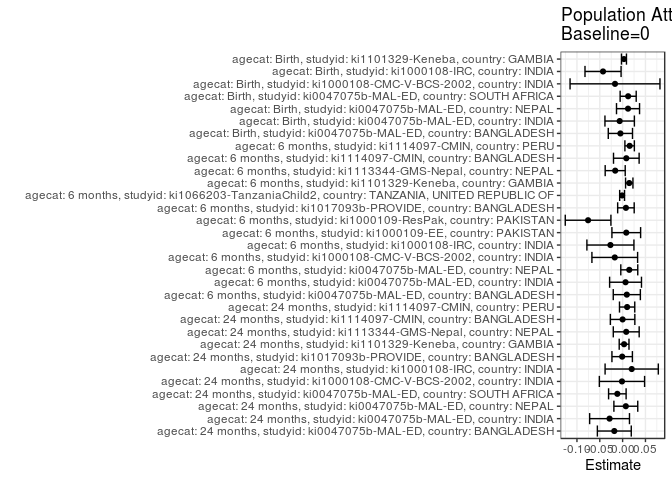 Population Att
Baseline=0
agecat: Birth, studyid: ki1101329-Keneba, country: GAMBIA
agecat: Birth, studyid: ki1000108-IRC, country: INDIA
agecat: Birth, studyid: ki1000108-CMC-V-BCS-2002, country: INDIA
agecat: Birth, studyid: ki0047075b-MAL-ED, country: SOUTH AFRICA
agecat: Birth, studyid: ki0047075b-MAL-ED, country: NEPAL
agecat: Birth, studyid: ki0047075b-MAL-ED, country: INDIA
agecat: Birth, studyid: ki0047075b-MAL-ED, country: BANGLADESH
agecat: 6 months, studyid: ki1114097-CMIN, country: PERU
agecat: 6 months, studyid: ki1114097-CMIN, country: BANGLADESH
agecat: 6 months, studyid: ki1113344-GMS-Nepal, country: NEPAL
agecat: 6 months, studyid: ki1101329-Keneba, country: GAMBIA
agecat: 6 months, studyid: ki1066203-TanzaniaChild2, country: TANZANIA, UNITED REPUBLIC OF
agecat: 6 months, studyid: ki1017093b-PROVIDE, country: BANGLADESH
agecat: 6 months, studyid: ki1000109-ResPak, country: PAKISTAN
agecat: 6 months, studyid: ki1000109-EE, country: PAKISTAN
agecat: 6 months, studyid: ki1000108-IRC, country: INDIA
agecat: 6 months, studyid: ki1000108-CMC-V-BCS-2002, country: INDIA
agecat: 6 months, studyid: ki0047075b-MAL-ED, country: NEPAL
agecat: 6 months, studyid: ki0047075b-MAL-ED, country: INDIA
agecat: 6 months, studyid: ki0047075b-MAL-ED, country: BANGLADESH
agecat: 24 months, studyid: ki1114097-CMIN, country: PERU
agecat: 24 months, studyid: ki1114097-CMIN, country: BANGLADESH
agecat: 24 months, studyid: ki1113344-GMS-Nepal, country: NEPAL
agecat: 24 months, studyid: ki1101329-Keneba, country: GAMBIA
agecat: 24 months, studyid: ki1017093b-PROVIDE, country: BANGLADESH
agecat: 24 months, studyid: ki1000108-IRC, country: INDIA
agecat: 24 months, studyid: ki1000108-CMC-V-BCS-2002, country: INDIA
agecat: 24 months, studyid: ki0047075b-MAL-ED, country: SOUTH AFRICA
agecat: 24 months, studyid: ki0047075b-MAL-ED, country: NEPAL
agecat: 24 months, studyid: ki0047075b-MAL-ED, country: INDIA
agecat: 24 months, studyid: ki0047075b-MAL-ED, country: BANGLADESH
-0.10 -0.05 0.00 0.05
Estimate